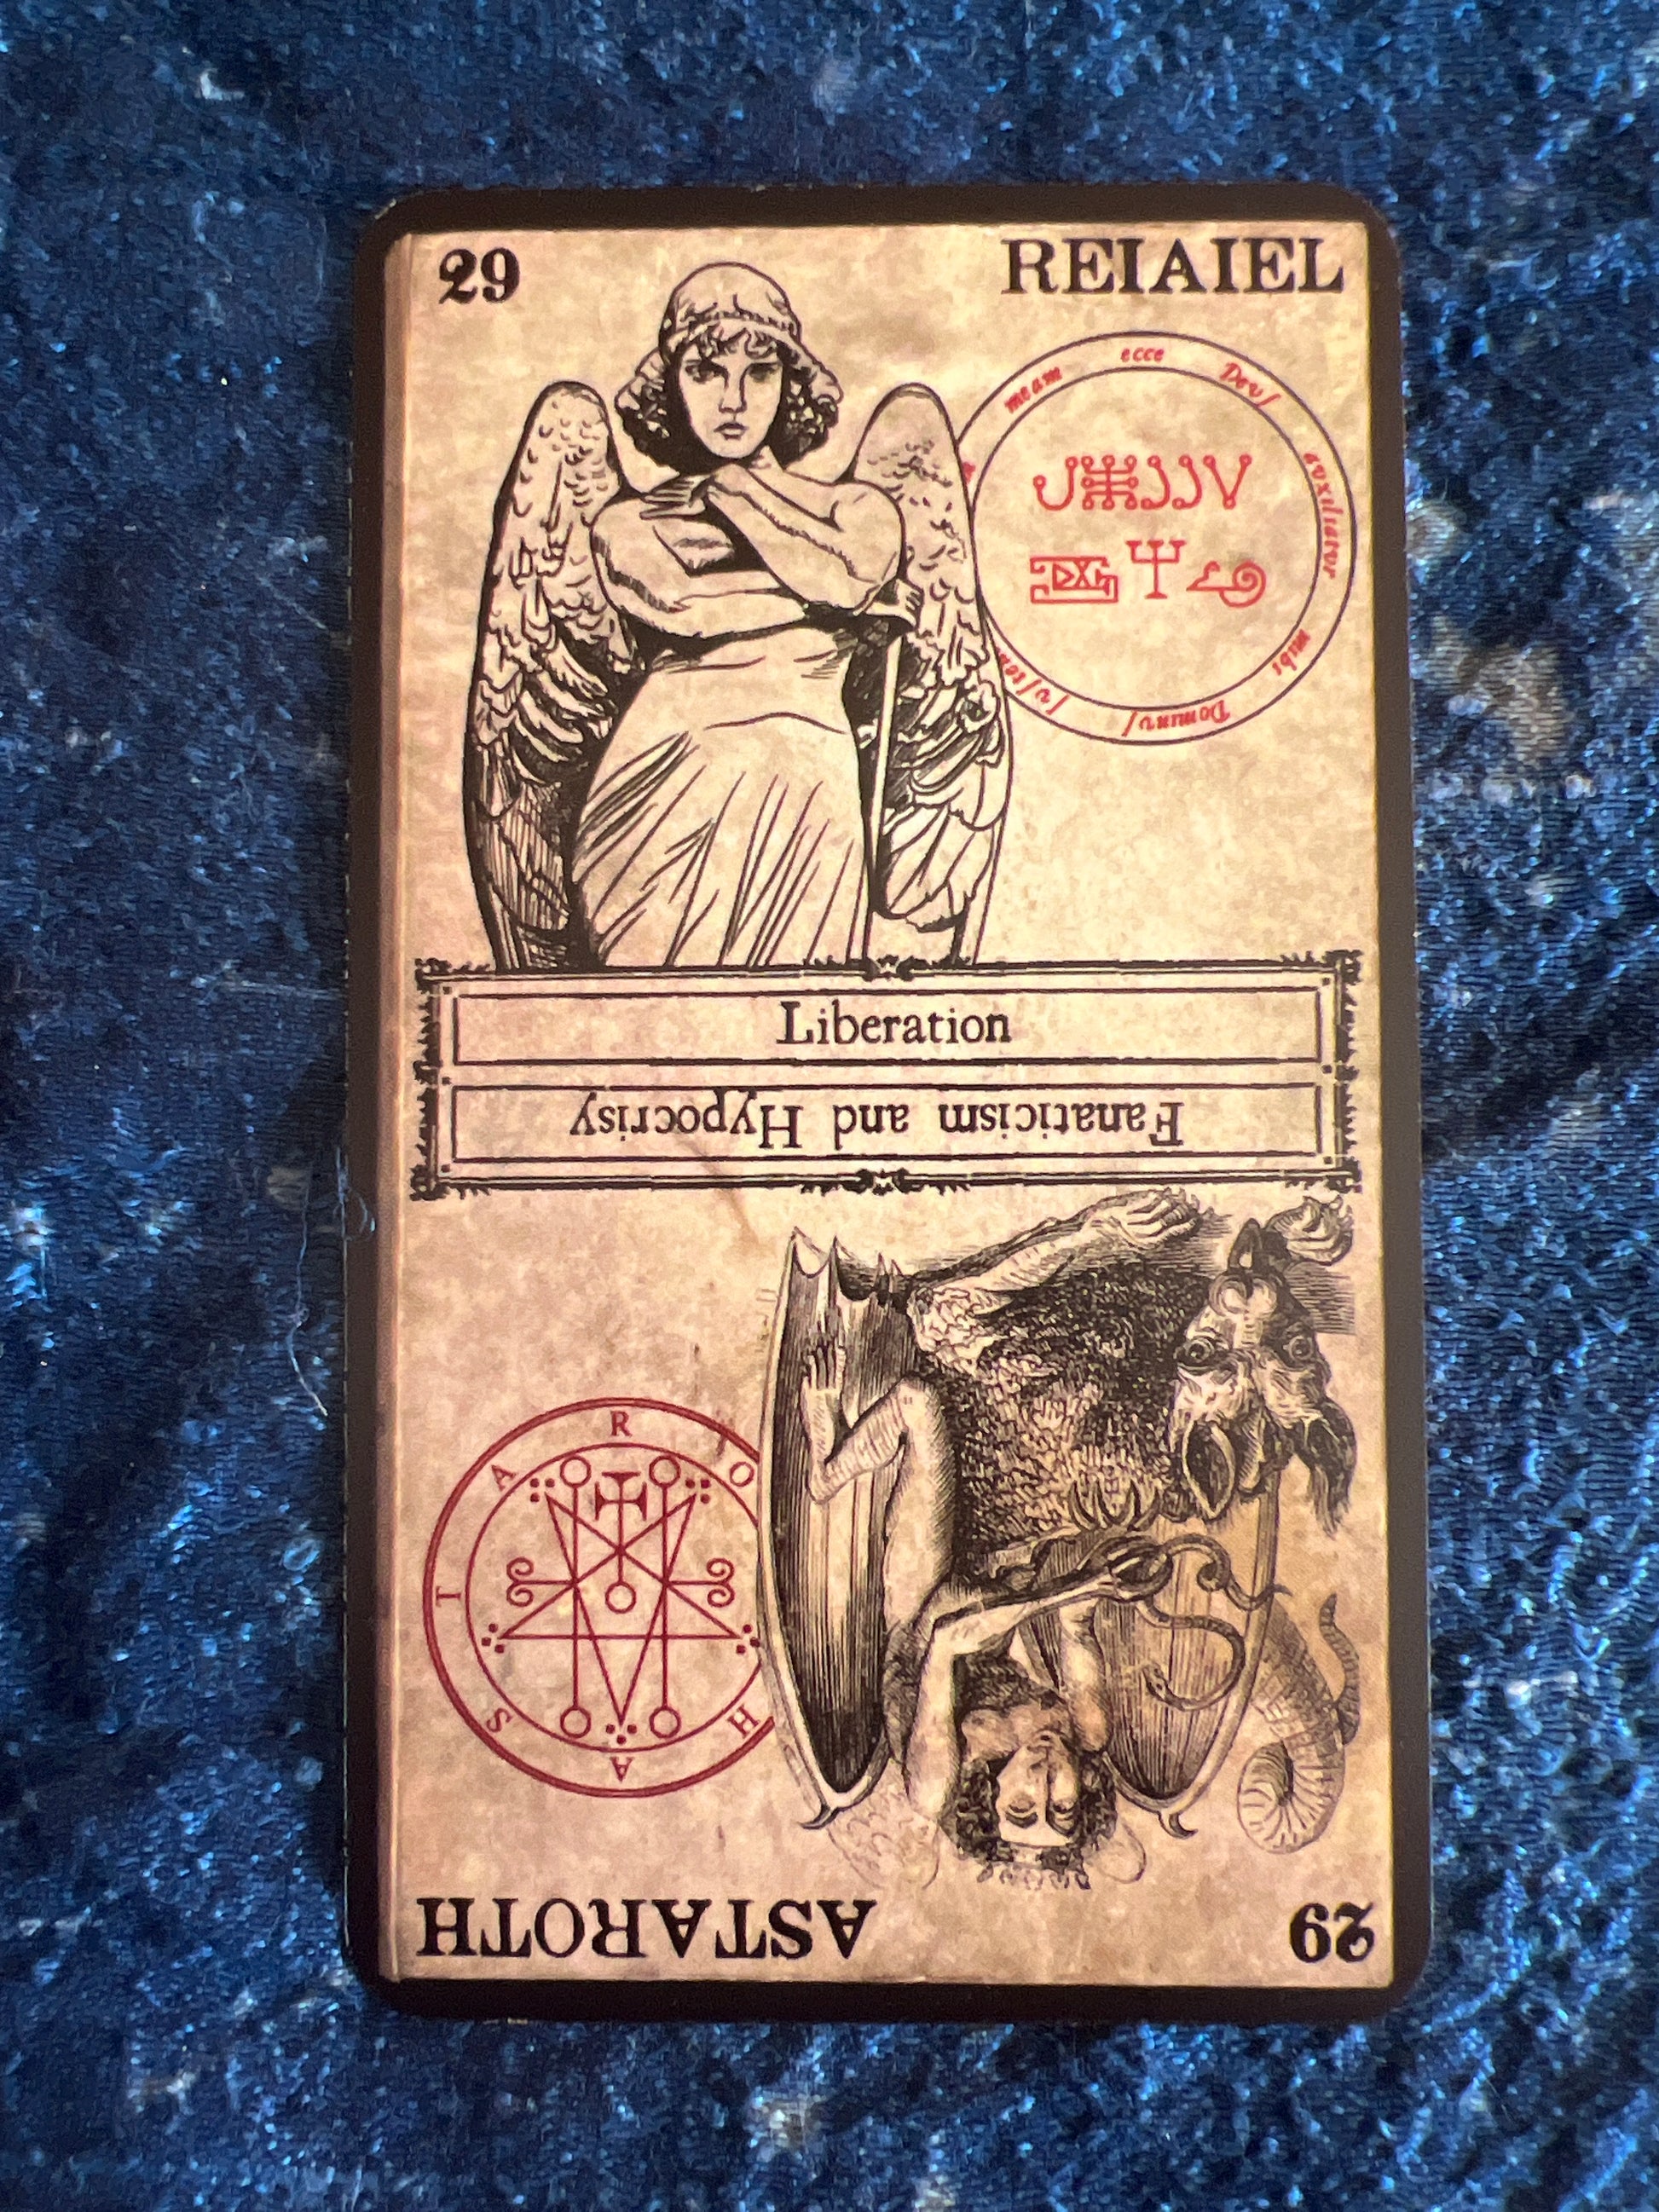 29
REIAIEL
meam ecce Deuſ auxiliatur mihi Dominuſ
Liberation
Fanaticism and Hypocrisy
A S T A R O H
ASTAROTH
29